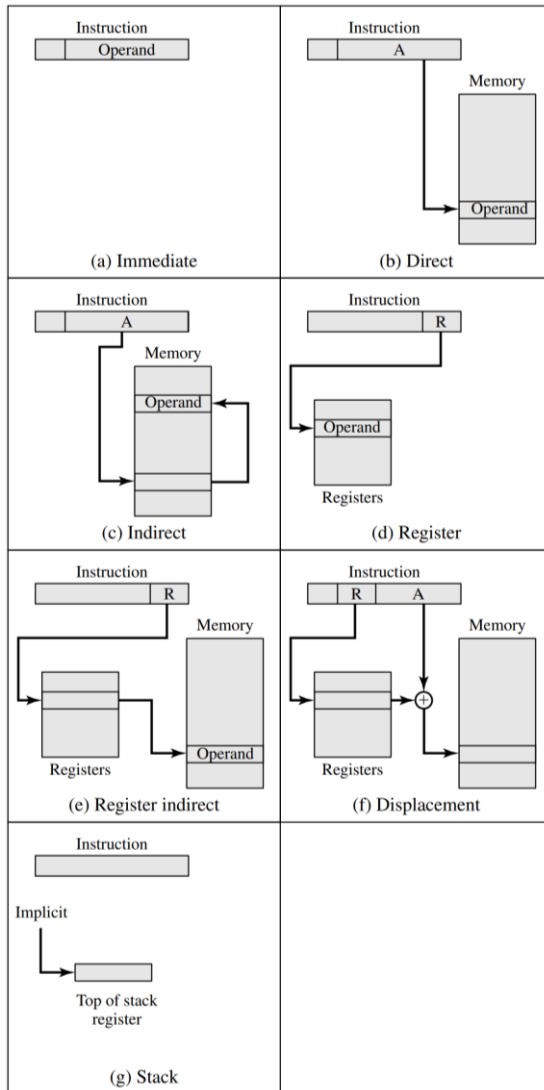 Instruction
Operand
(a) Immediate
Instruction
A
Memory
Operand
(b) Direct
Instruction
A
Memory
Operand
(c) Indirect
Instruction
R
Operand
Registers
(d) Register
Instruction
R
Memory
Operand
Registers
(e) Register indirect
Instruction
R A
Memory
+
Registers
(f) Displacement
Instruction
Implicit
Top of stack
register
(g) Stack